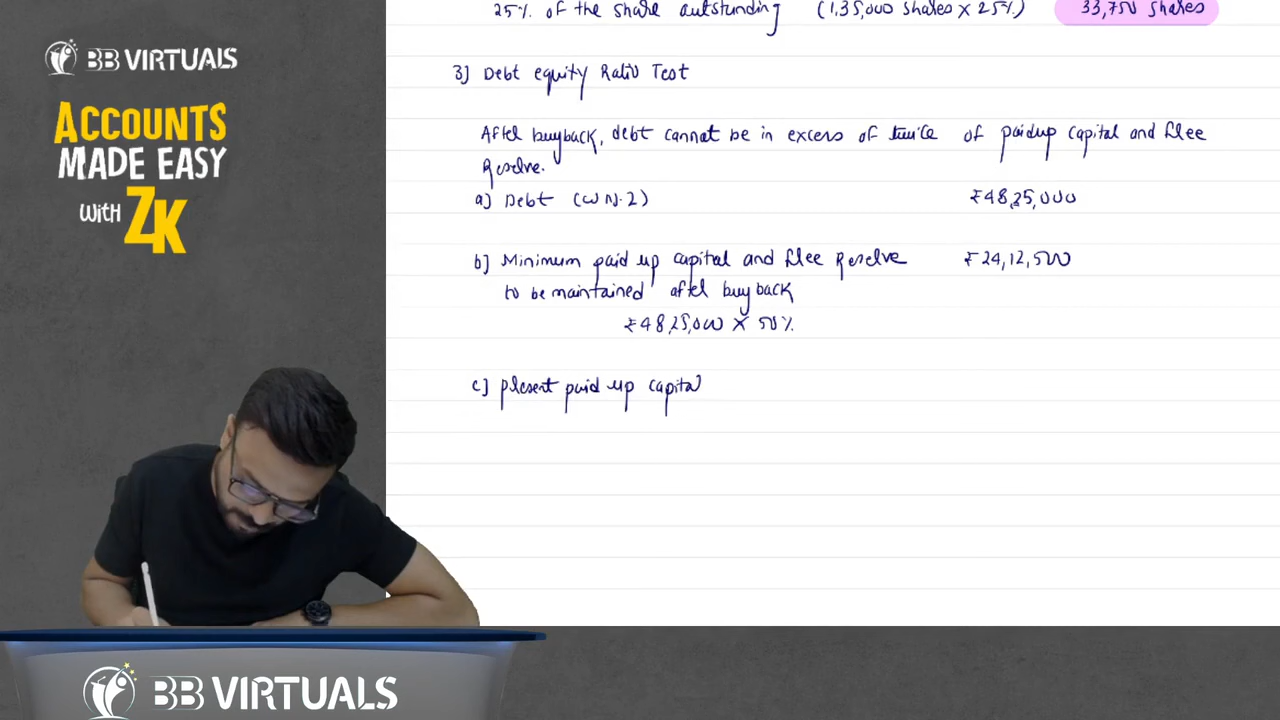 25% of the share outstanding (1,35,000 shares x 25%) 33,750 shares
BB VIRTUALS
ACCOUNTS
MADE EASY
with ZK
3] Debt equity Ratio Test
After buyback, debt cannot be in excess of twice of paidup capital and free
Reserve.
a) Debt (WN.2) ₹48,25,000
b] Minimum paid up capital and free Reserve ₹24,12,500
to be maintained after buyback
₹48,25,000 x 50%
c] present paid up capital
BB VIRTUALS